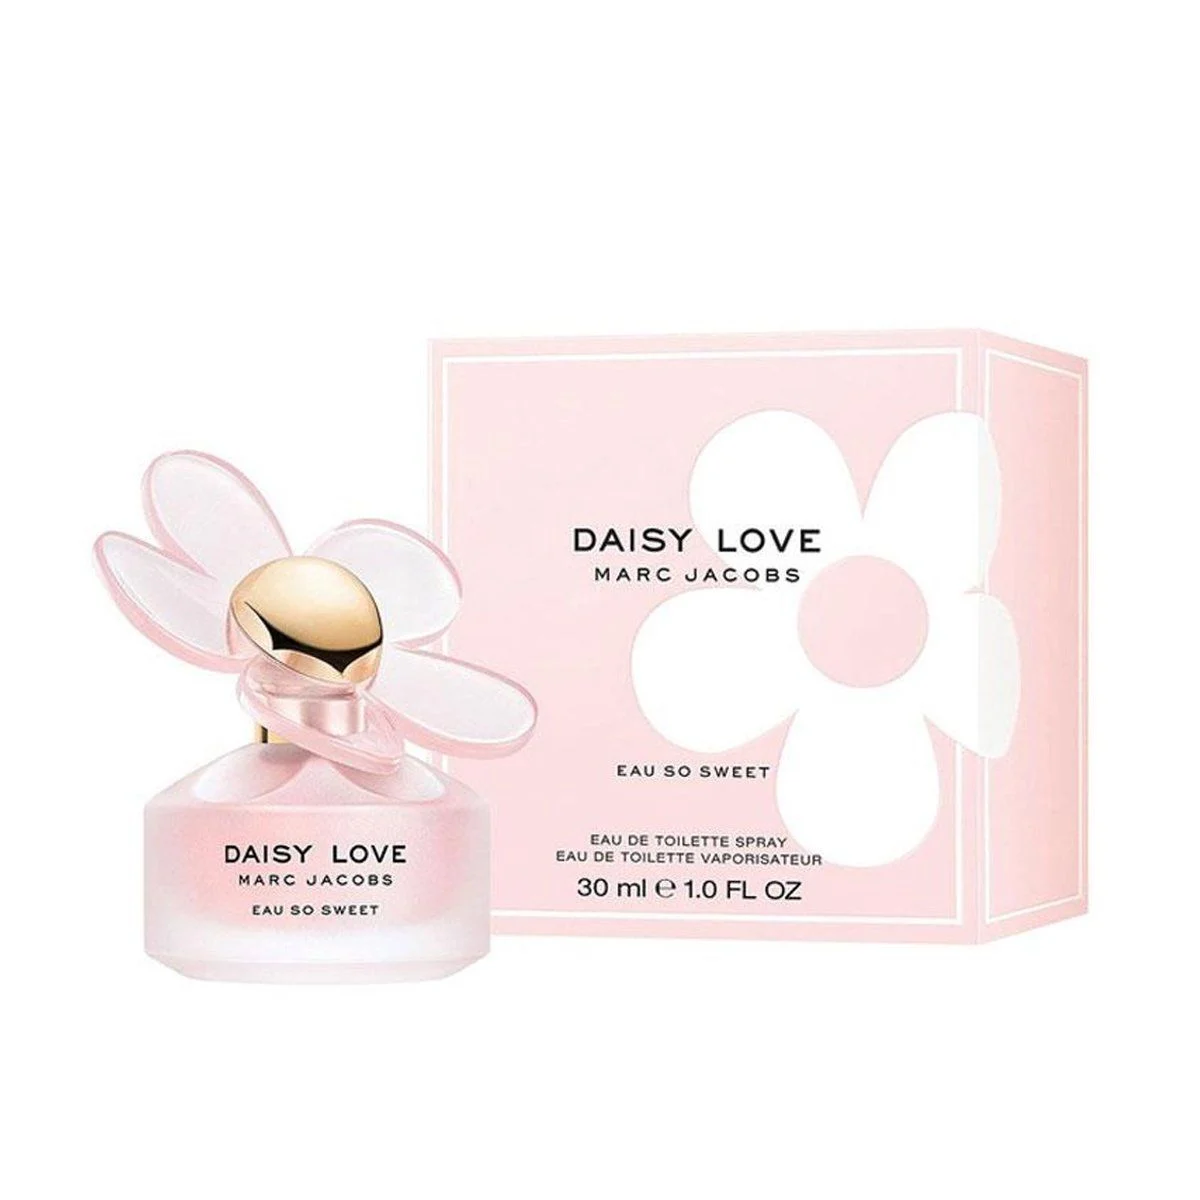 DAISY LOVE
MARC JACOBS
EAU SO SWEET
EAU DE TOILETTE SPRAY
EAU DE TOILETTE VAPORISATEUR
30 ml ℮ 1.0 FL OZ
DAISY LOVE
MARC JACOBS
EAU SO SWEET